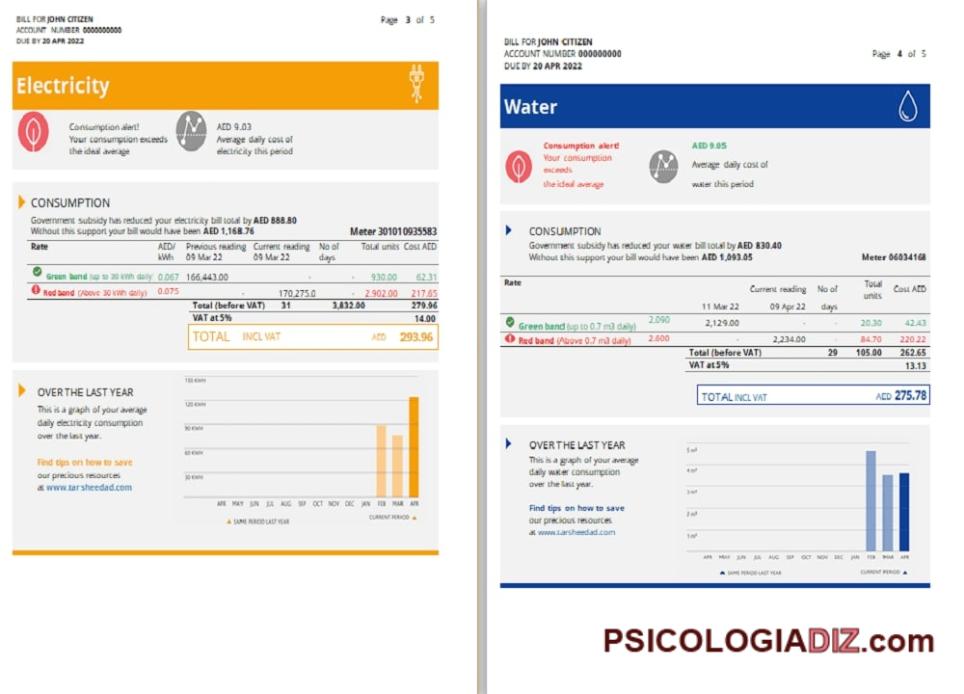 BILL FOR JOHN CITIZEN
ACCOUNT NUMBER 0000000000
DUE BY 20 APR 2022
Page 3 of 5
Electricity
Consumption alert!
Your consumption exceeds
the ideal average
AED 9.03
Average daily cost of
electricity this period
CONSUMPTION
Government subsidy has reduced your electricity bill total by AED 888.80
Without this support your bill would have been AED 1,168.76
Meter 301010935583
Rate AED/ kWh Previous reading 09 Mar 22 Current reading 09 Mar 22 No of days Total units Cost AED
Green band (up to 30 kWh daily) 0.067 166,443.00 - - 930.00 62.31
Red band (Above 30 kWh daily) 0.075 - 170,275.0 - 2.902.00 217.65
Total (before VAT) 31 3,832.00 279.96
VAT at 5% 14.00
TOTAL INCL VAT AED 293.96
OVER THE LAST YEAR
This is a graph of your average
daily electricity consumption
over the last year.
Find tips on how to save
our precious resources
at www.tarsheedad.com
150 KWH
120 KWH
90 KWH
60 KWH
30 KWH
APR MAY JUN JUL AUG SEP OCT NOV DEC JAN FEB MAR APR
SAME PERIOD LAST YEAR
CURRENT PERIOD
BILL FOR JOHN CITIZEN
ACCOUNT NUMBER 000000000
DUE BY 20 APR 2022
Page 4 of 5
Water
Consumption alert!
Your consumption
exceeds
the ideal average
AED 9.05
Average daily cost of
water this period
CONSUMPTION
Government subsidy has reduced your water bill total by AED 830.40
Without this support your bill would have been AED 1,093.05
Meter 06034168
Rate 11 Mar 22 Current reading 09 Apr 22 No of days Total units Cost AED
Green band (up to 0.7 m3 daily) 2.090 2,129.00 - - 20.30 42.43
Red band (Above 0.7 m3 daily) 2.600 - 2,234.00 - 84.70 220.22
Total (before VAT) 29 105.00 262.65
VAT at 5% 13.13
TOTAL INCL VAT AED 275.78
OVER THE LAST YEAR
This is a graph of your average
daily water consumption
over the last year.
Find tips on how to save
our precious resources
at www.tarsheedad.com
5 m³
4 m³
3 m³
2 m³
1 m³
APR MAY JUN JUL AUG SEP OCT NOV DEC JAN FEB MAR APR
SAME PERIOD LAST YEAR
CURRENT PERIOD
PSICOLOGIADIZ.com